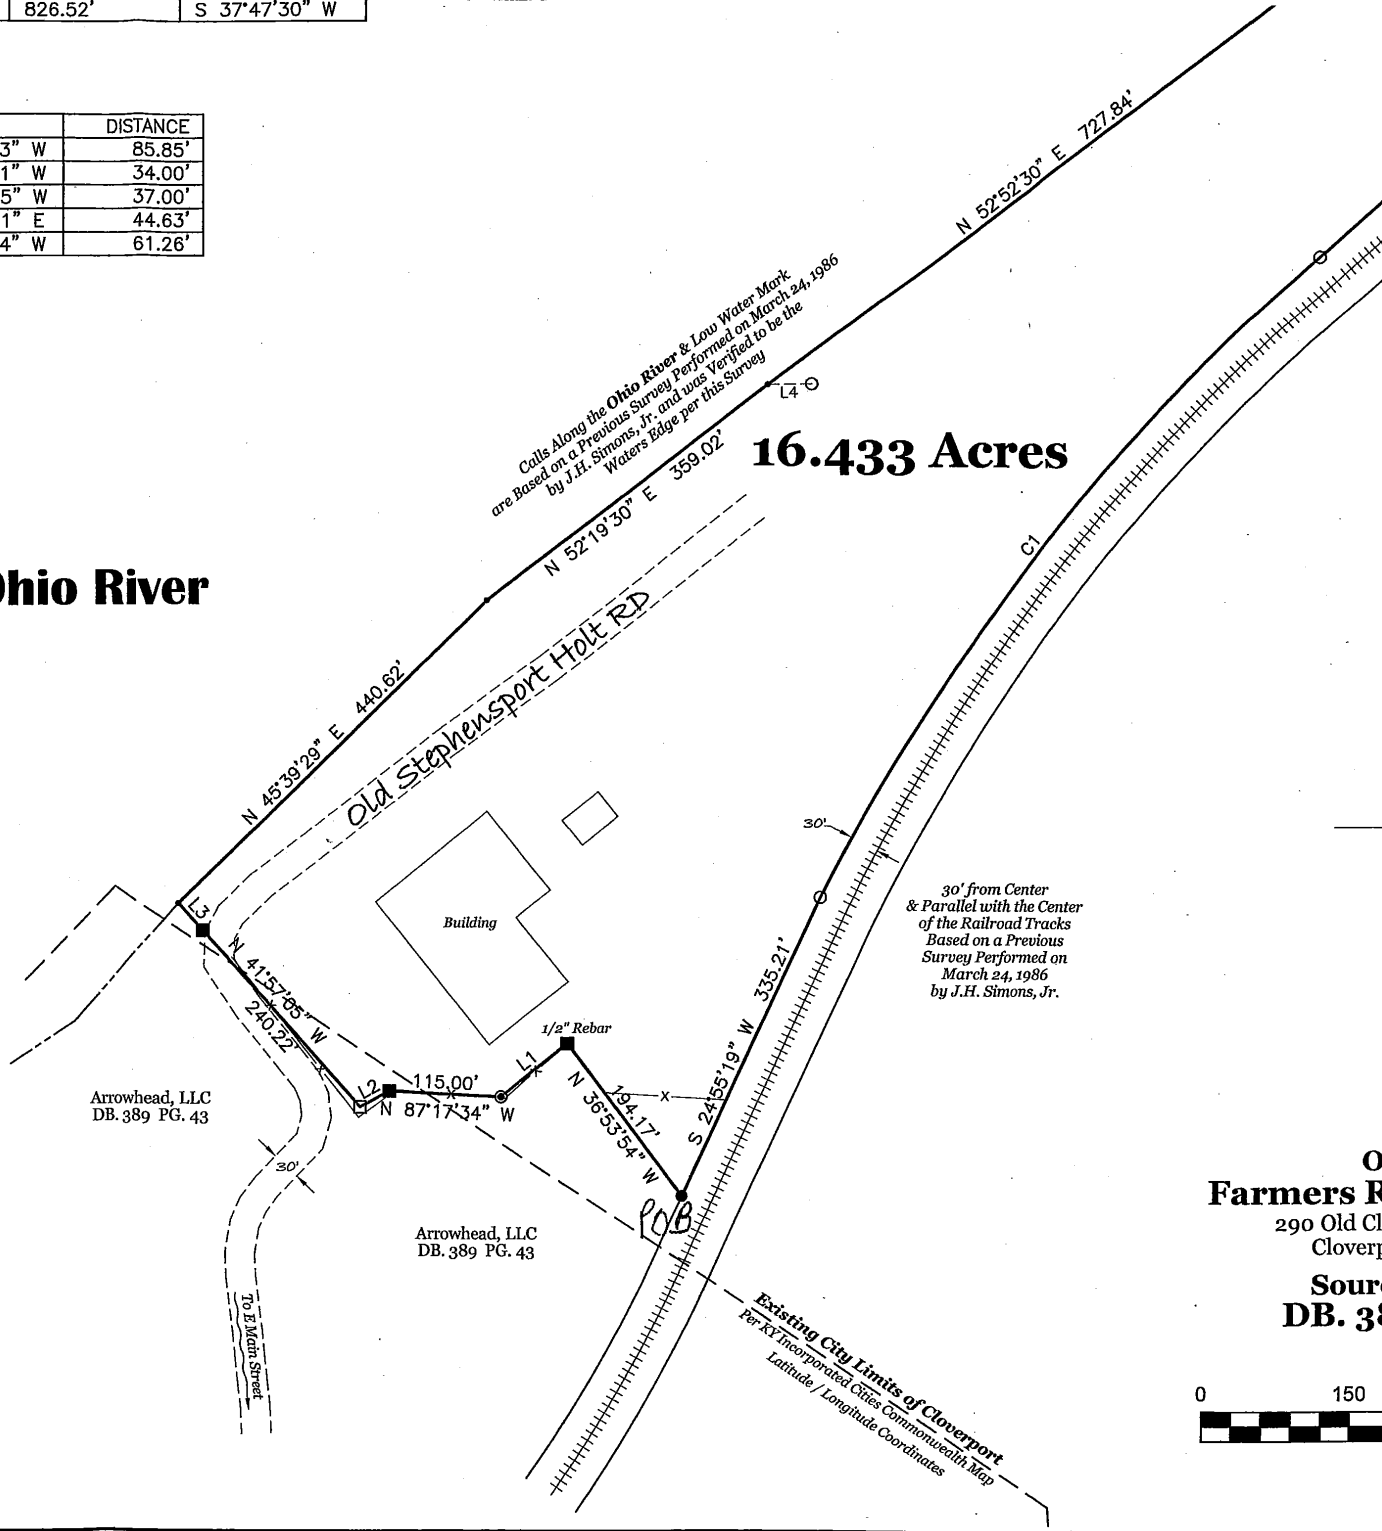 826.52' S 37°47'30" W
DISTANCE
3" W 85.85'
1" W 34.00'
5" W 37.00'
1" E 44.63'
4" W 61.26'
N 52°52'30" E 727.84'
Calls Along the Ohio River & Low Water Mark
are Based on a Previous Survey Performed on March 24, 1986
by J.H. Simons, Jr. and was Verified to be the
Waters Edge per this Survey
L4
16.433 Acres
N 52°19'30" E 359.02'
C1
Ohio River
Old Stephensport Holt RD
N 45°39'29" E 440.62'
30'
Building
30' from Center
& Parallel with the Center
of the Railroad Tracks
Based on a Previous
Survey Performed on
March 24, 1986
by J.H. Simons, Jr.
L3
N 41°57'05" W
240.22'
S 24°55'19" W 335.21'
1/2" Rebar
L1
L2
115.00'
N 87°17'34" W
194.17'
N 36°53'54" W
x
Arrowhead, LLC
DB. 389 PG. 43
30'
POB
Arrowhead, LLC
DB. 389 PG. 43
To E Main Street
Existing City Limits of Cloverport
Per KY Incorporated Cities Commonwealth Map
Latitude / Longitude Coordinates
O
Farmers R
290 Old Cl
Cloverp
Sour
DB. 38
0 150